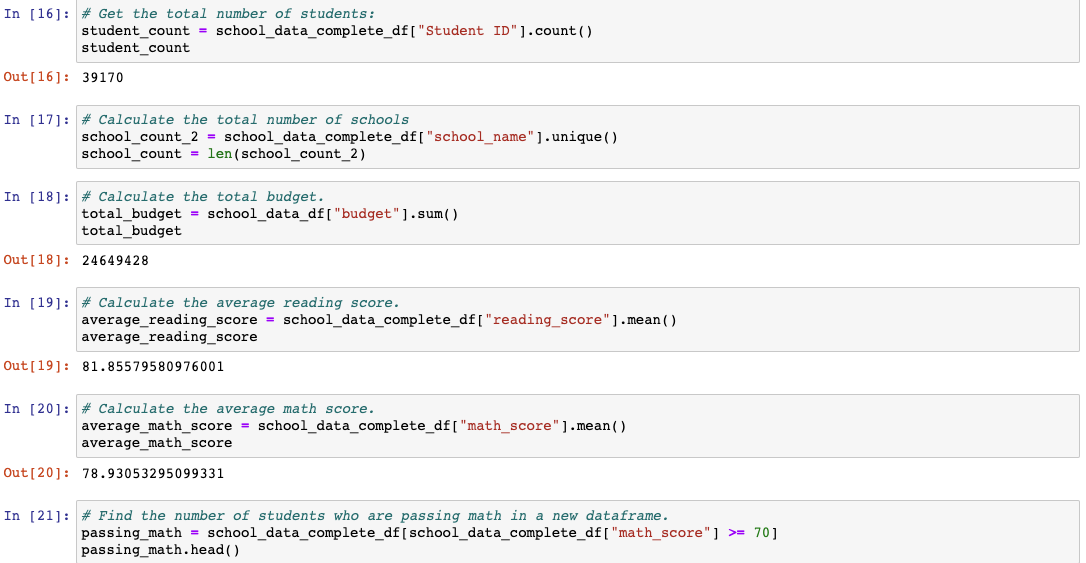 In [16]: # Get the total number of students:
student_count = school_data_complete_df["Student ID"].count()
student_count
Out[16]: 39170
In [17]: # Calculate the total number of schools
school_count_2 = school_data_complete_df["school_name"].unique()
school_count = len(school_count_2)
In [18]: # Calculate the total budget.
total_budget = school_data_df["budget"].sum()
total_budget
Out[18]: 24649428
In [19]: # Calculate the average reading score.
average_reading_score = school_data_complete_df["reading_score"].mean()
average_reading_score
Out[19]: 81.85579580976001
In [20]: # Calculate the average math score.
average_math_score = school_data_complete_df["math_score"].mean()
average_math_score
Out[20]: 78.93053295099331
In [21]: # Find the number of students who are passing math in a new dataframe.
passing_math = school_data_complete_df[school_data_complete_df["math_score"] >= 70]
passing_math.head()